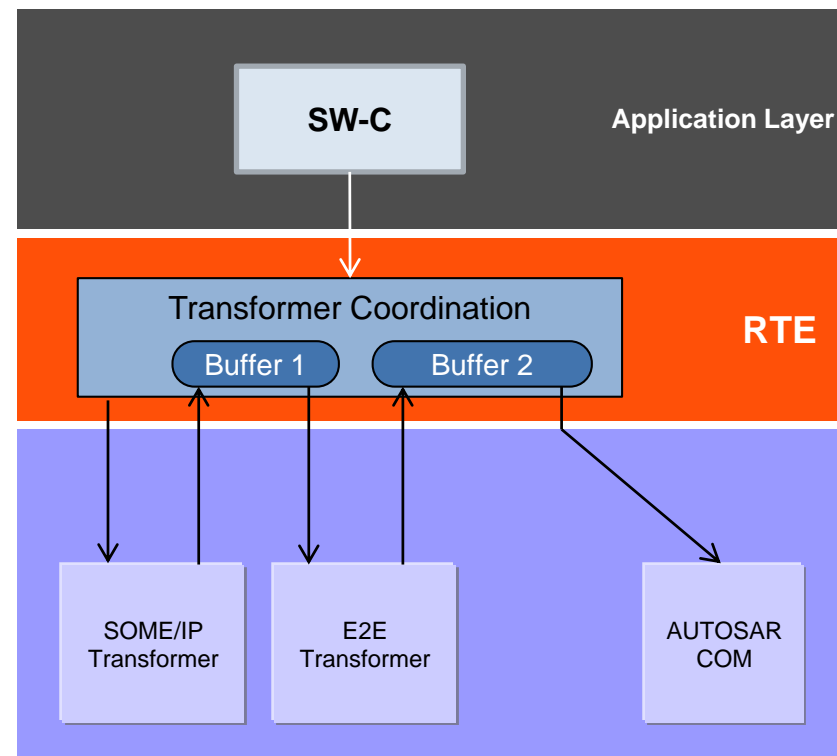 SW-C
Application Layer
Transformer Coordination
RTE
Buffer 1
Buffer 2
SOME/IP
Transformer
E2E
Transformer
AUTOSAR
COM